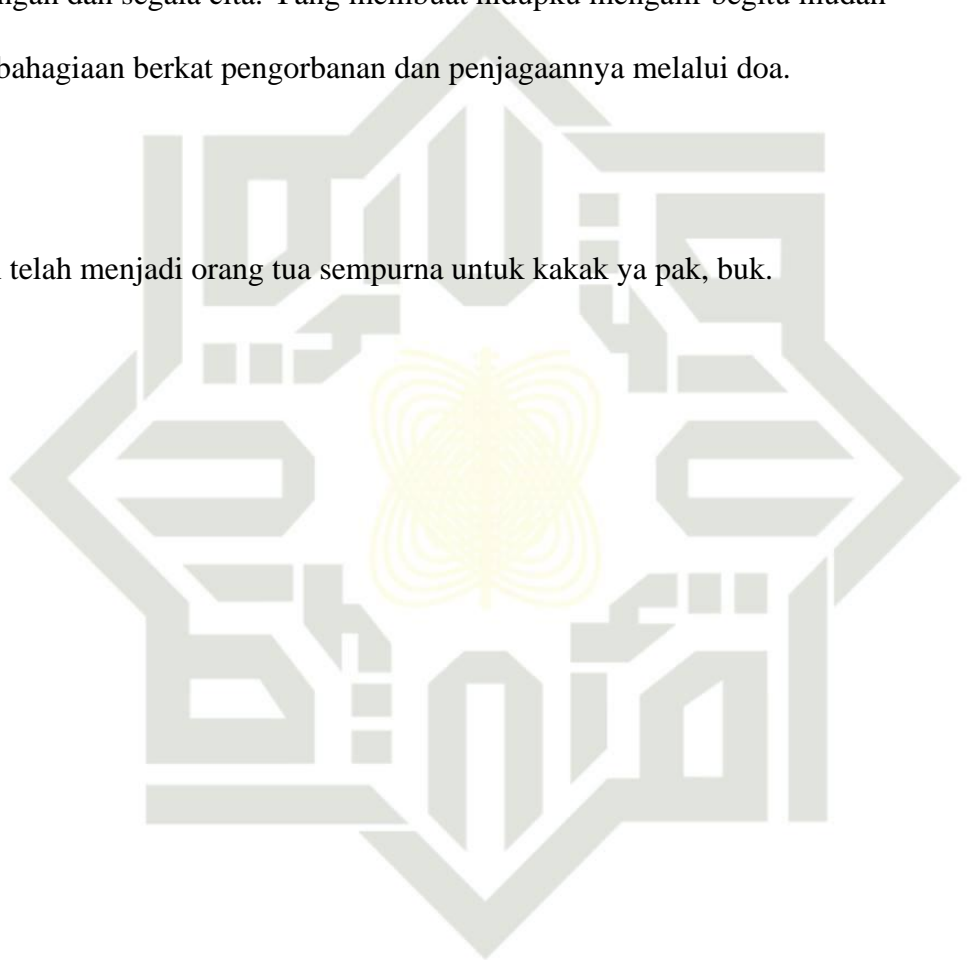 dan segala cita. Yang membuat hidupku mengalir begitu mudah
bahagiaan berkat pengorbanan dan penjagaannya melalui doa.
telah menjadi orang tua sempurna untuk kakak ya pak, buk.